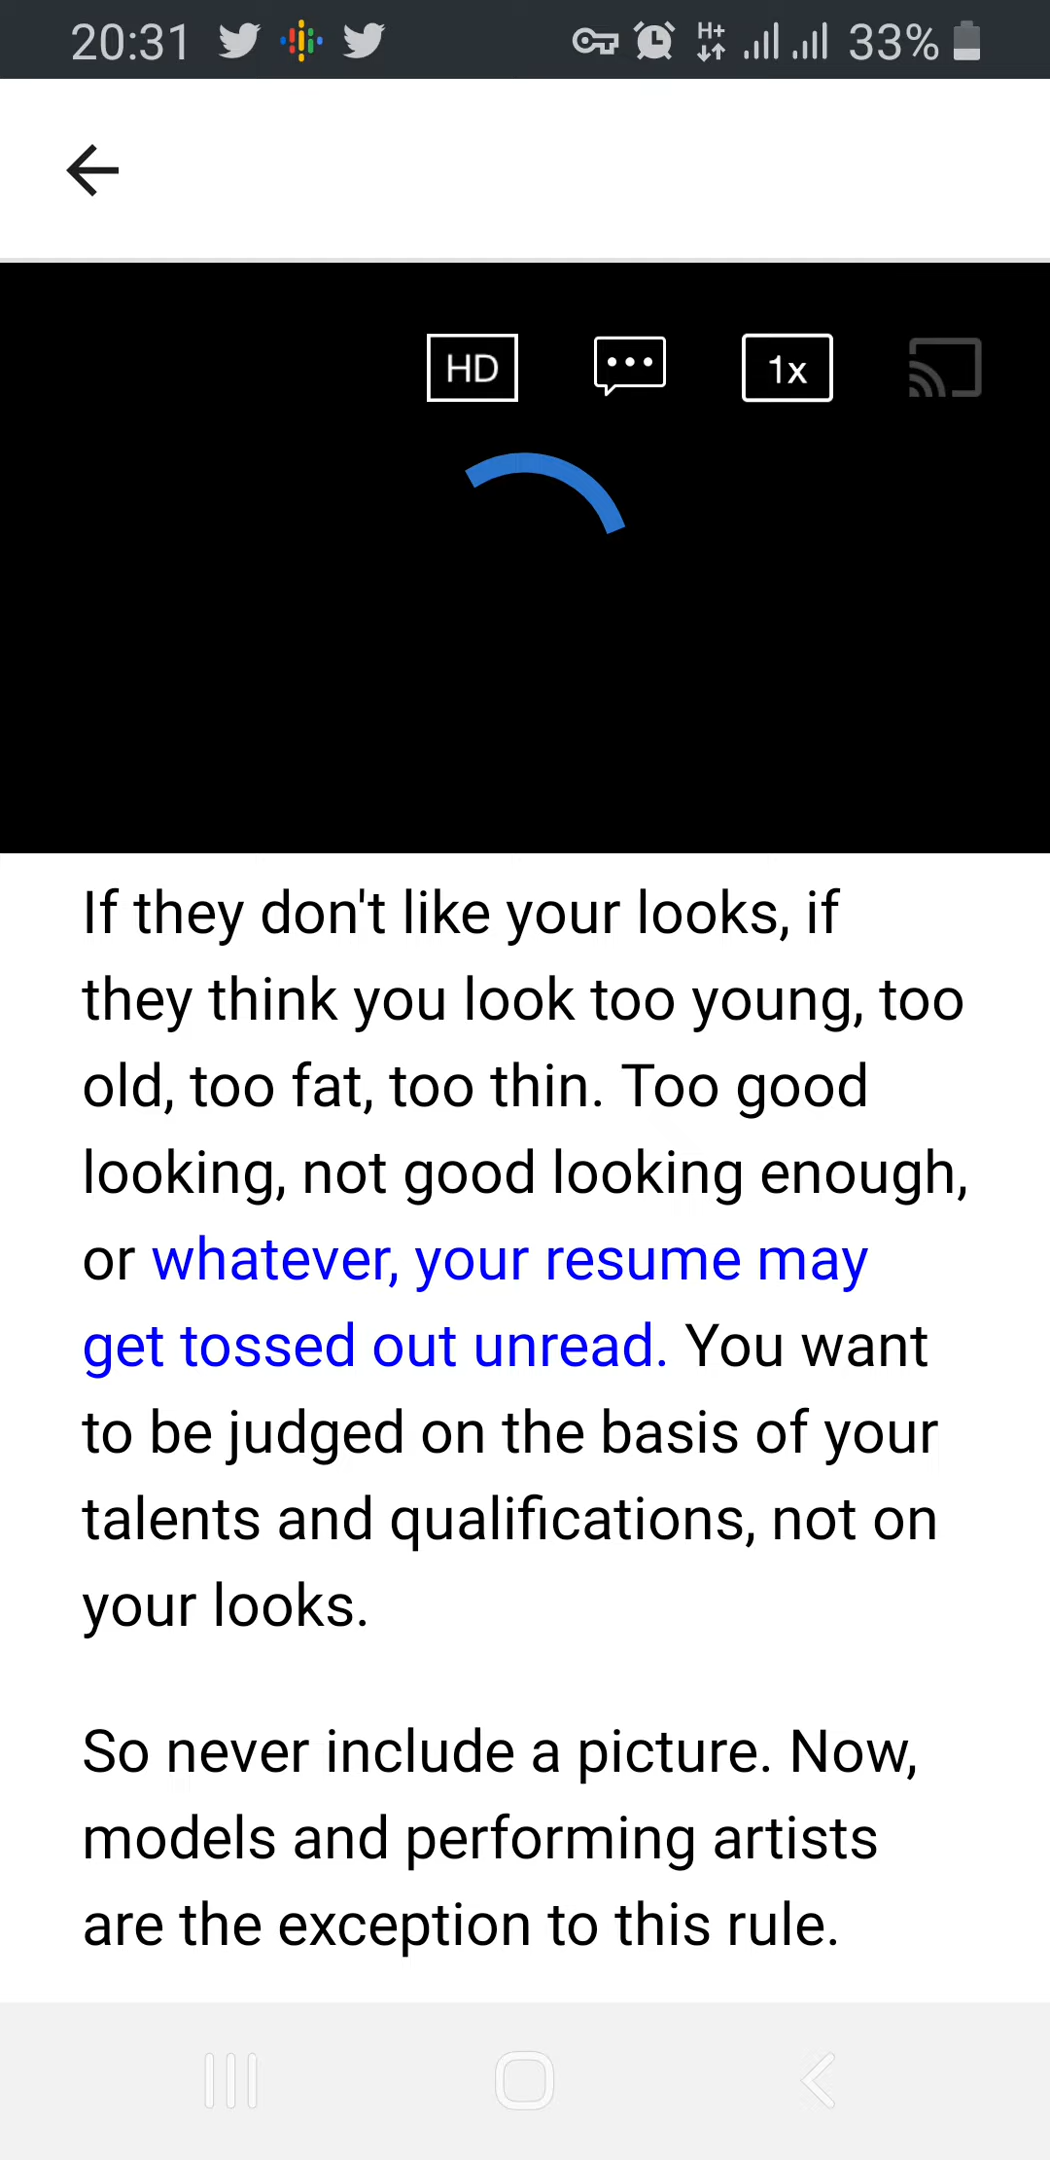 20:31 H+ 33%
HD 1x
If they don't like your looks, if
they think you look too young, too
old, too fat, too thin. Too good
looking, not good looking enough,
or whatever, your resume may
get tossed out unread. You want
to be judged on the basis of your
talents and qualifications, not on
your looks.
So never include a picture. Now,
models and performing artists
are the exception to this rule.